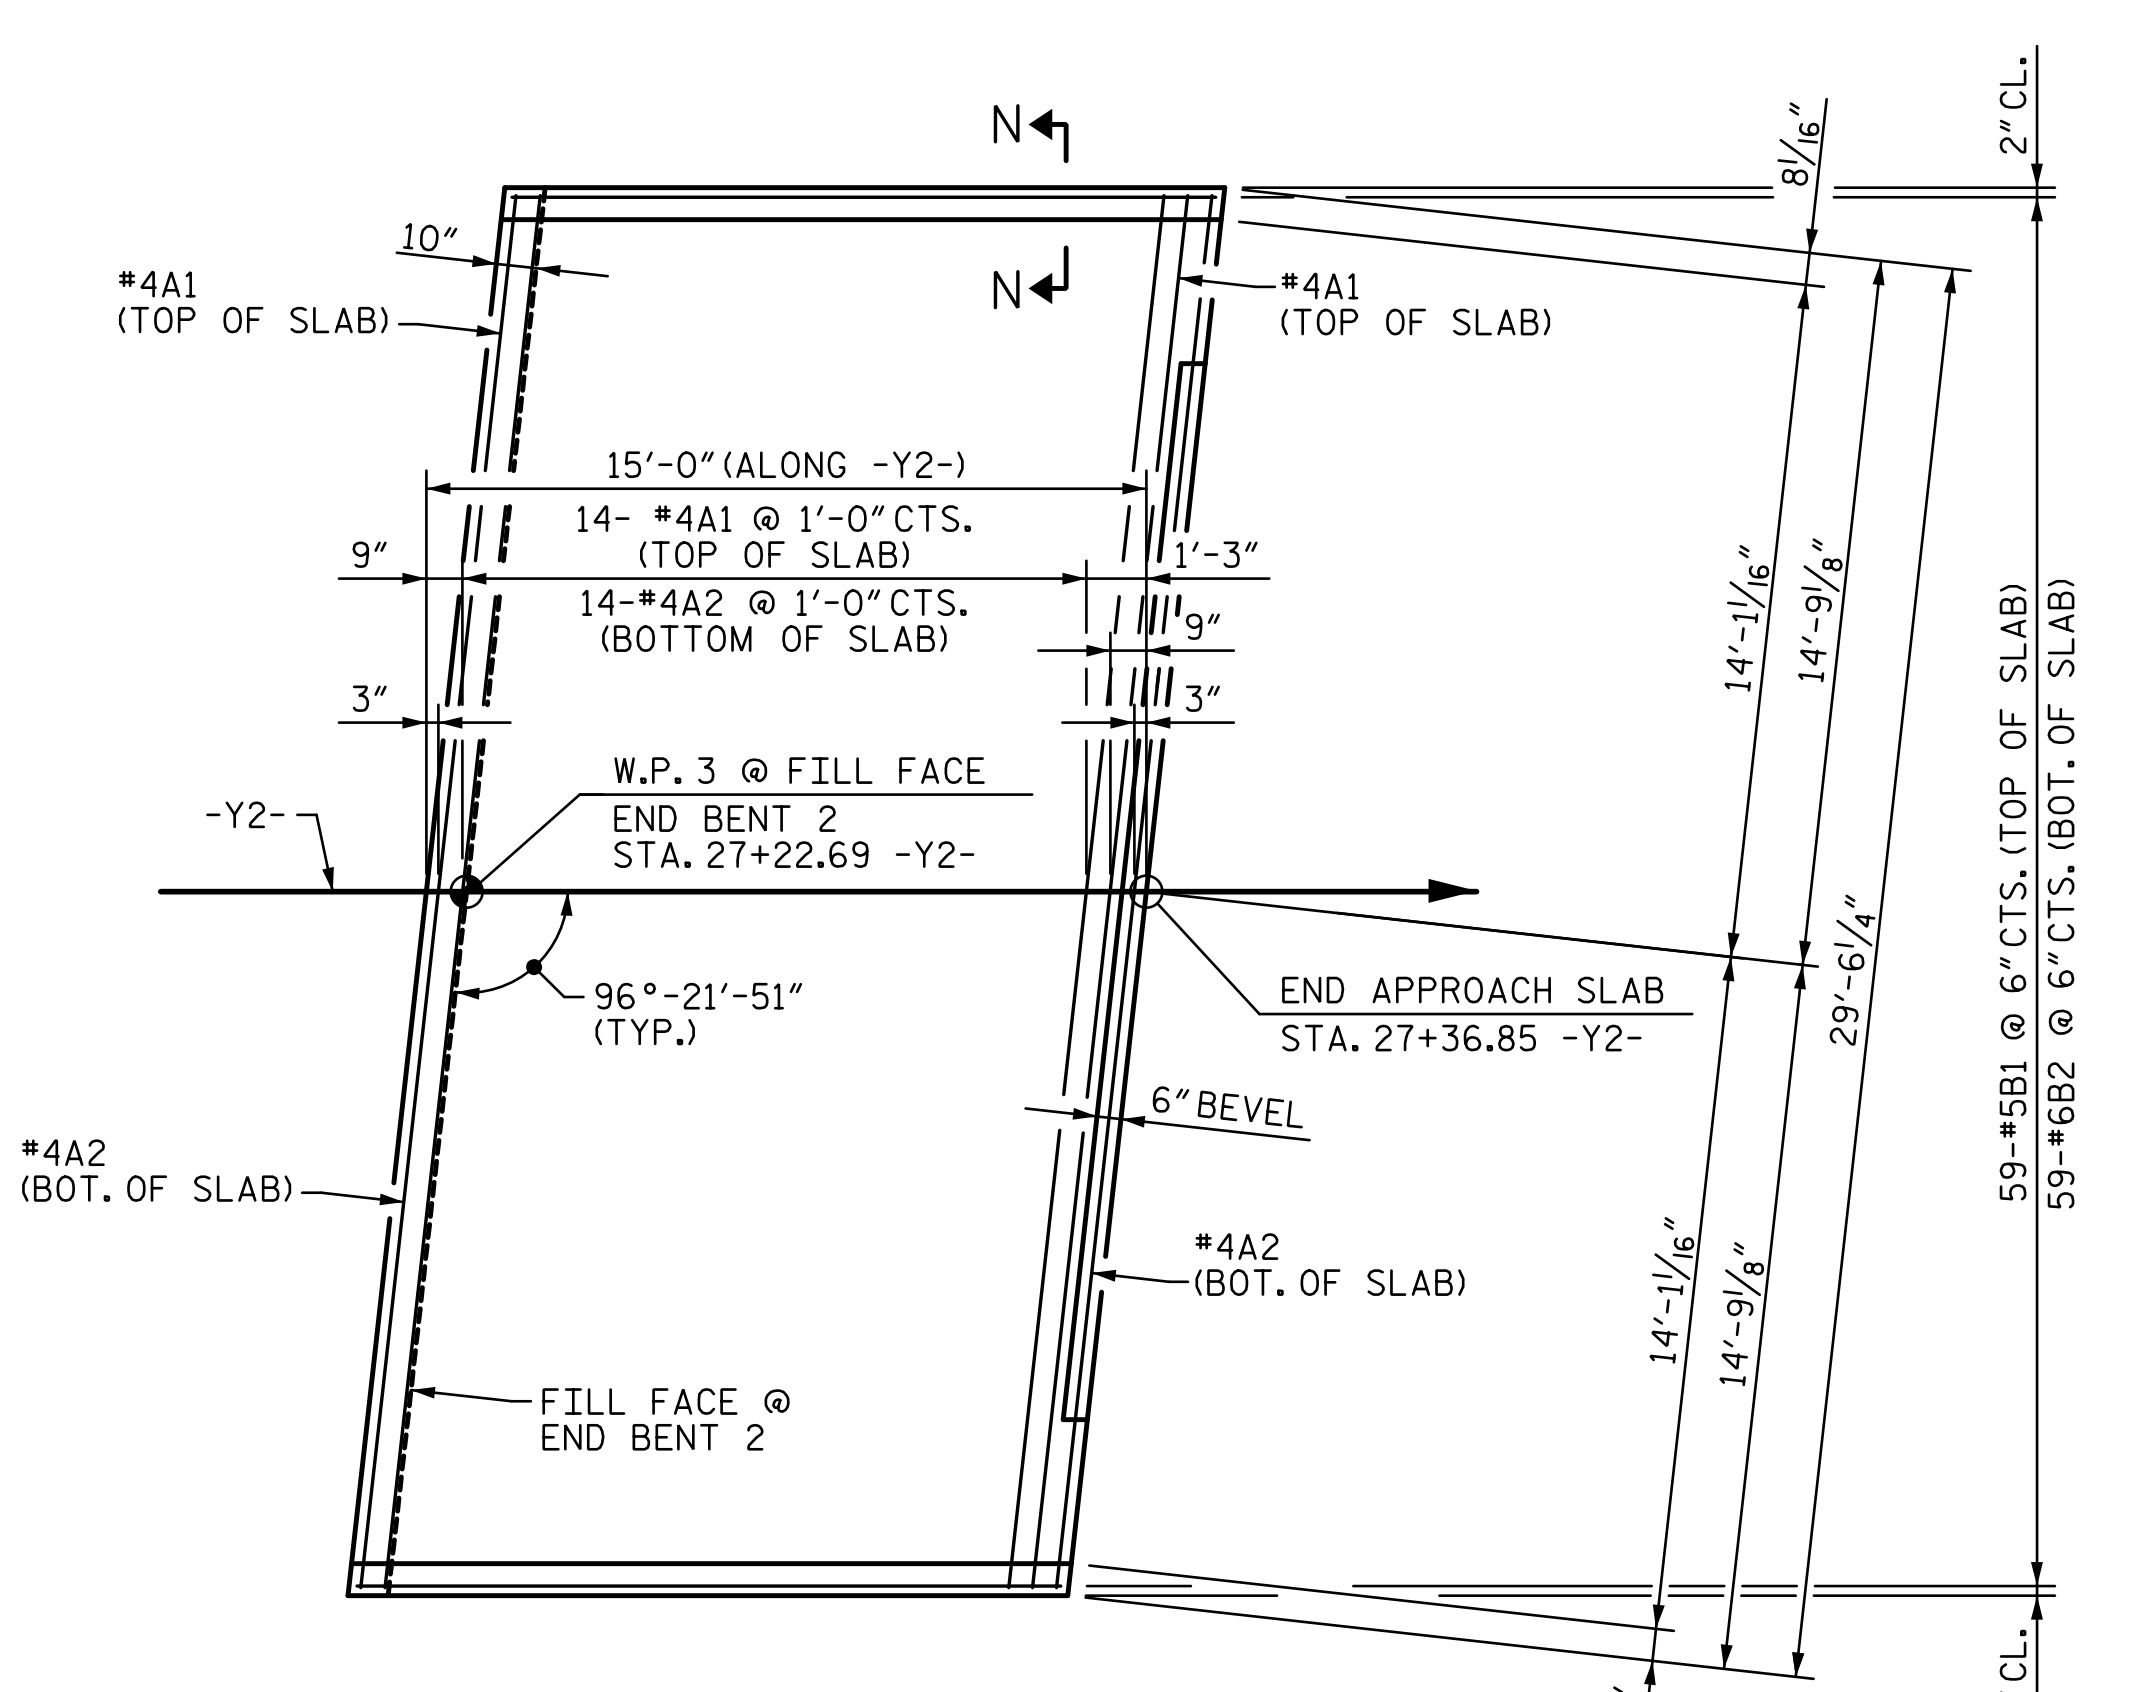 2" CL.
8 1/16"
N
10"
#4A1
(TOP OF SLAB)
N
#4A1
(TOP OF SLAB)
15'-0" (ALONG -Y2-)
14- #4A1 @ 1'-0" CTS.
(TOP OF SLAB)
9"
1'-3"
14-#4A2 @ 1'-0" CTS.
(BOTTOM OF SLAB)
9"
3"
3"
14'-1 1/16"
14'-9 1/8"
59-#5B1 @ 6" CTS. (TOP OF SLAB)
59-#6B2 @ 6" CTS. (BOT. OF SLAB)
W.P. 3 @ FILL FACE
END BENT 2
STA. 27+22.69 -Y2-
-Y2-
96°-21'-51"
(TYP.)
END APPROACH SLAB
STA. 27+36.85 -Y2-
29'-6 1/4"
6" BEVEL
#4A2
(BOT. OF SLAB)
#4A2
(BOT. OF SLAB)
14'-1 1/16"
14'-9 1/8"
FILL FACE @
END BENT 2
CL.